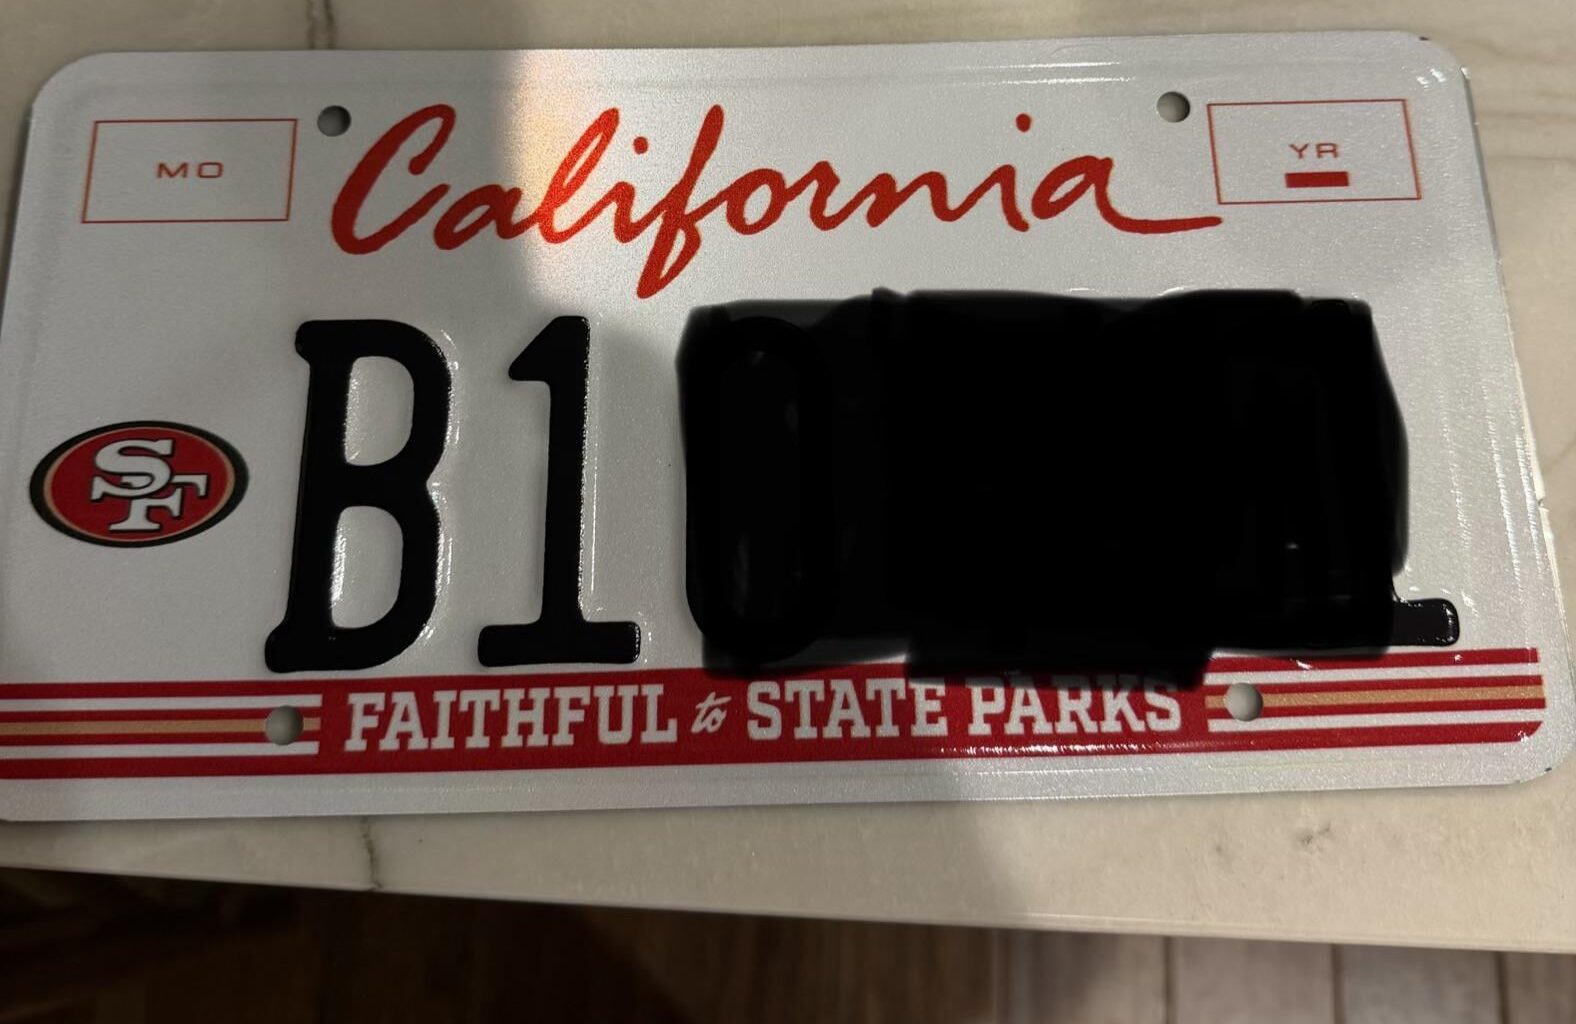 MO
California
YR
SF
B1
FAITHFUL to STATE PARKS